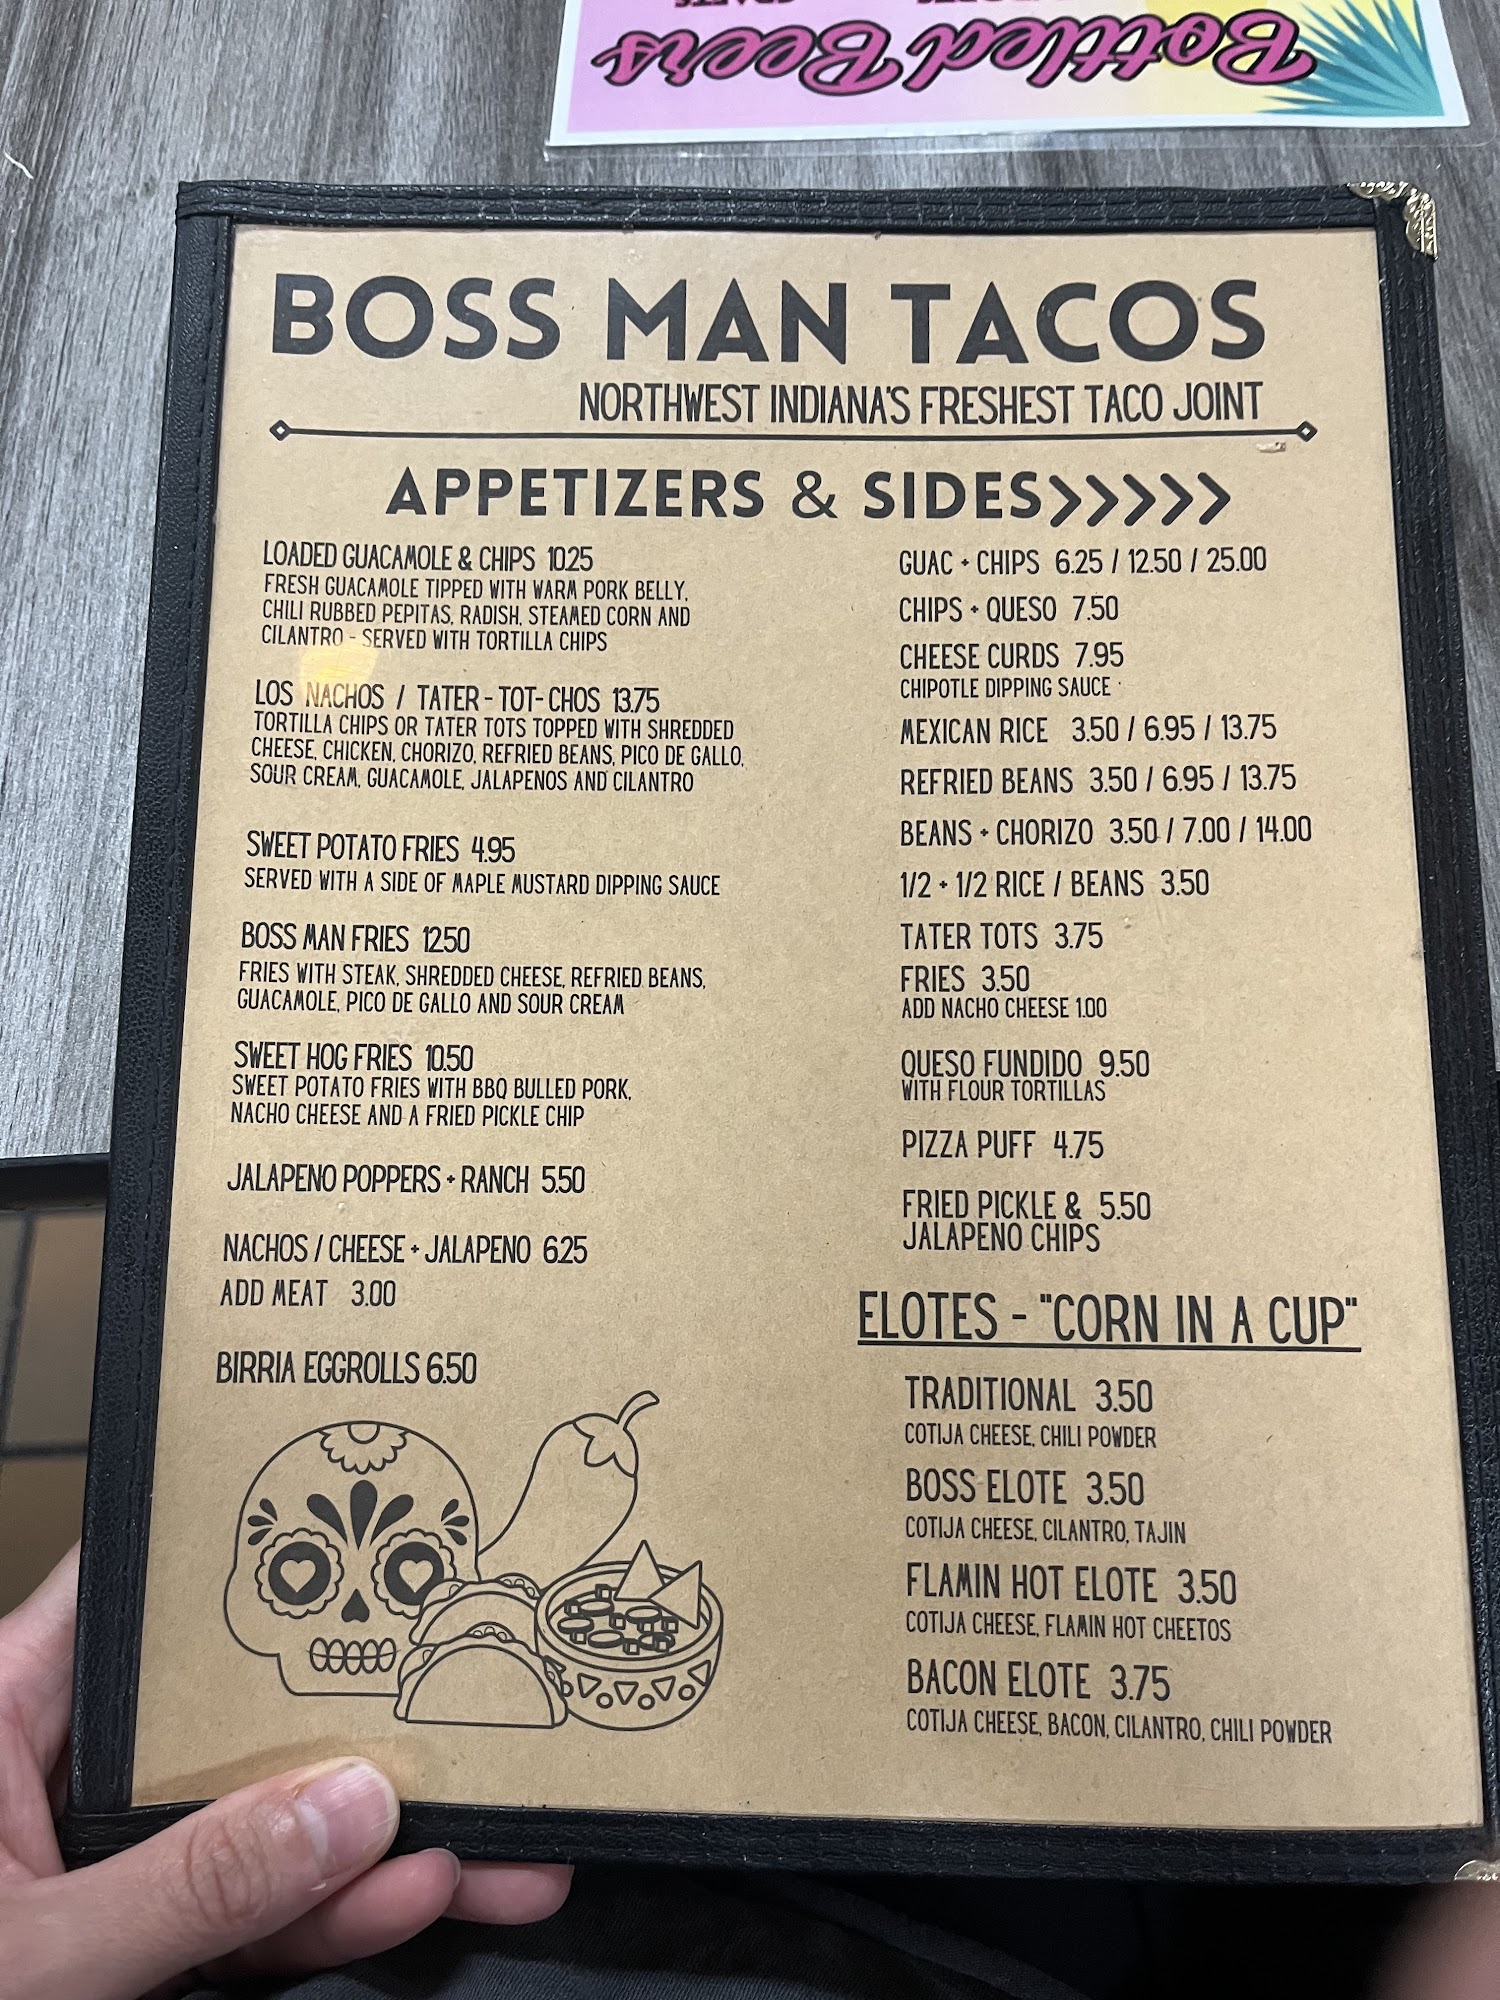 Bottled Beers
BOSS MAN TACOS
NORTHWEST INDIANA'S FRESHEST TACO JOINT
APPETIZERS & SIDES>>>>>
LOADED GUACAMOLE & CHIPS 10.25
FRESH GUACAMOLE TIPPED WITH WARM PORK BELLY,
CHILI RUBBED PEPITAS, RADISH, STEAMED CORN AND
CILANTRO - SERVED WITH TORTILLA CHIPS
LOS NACHOS / TATER-TOT-CHOS 13.75
TORTILLA CHIPS OR TATER TOTS TOPPED WITH SHREDDED
CHEESE, CHICKEN, CHORIZO, REFRIED BEANS, PICO DE GALLO,
SOUR CREAM, GUACAMOLE, JALAPENOS AND CILANTRO
SWEET POTATO FRIES 4.95
SERVED WITH A SIDE OF MAPLE MUSTARD DIPPING SAUCE
BOSS MAN FRIES 12.50
FRIES WITH STEAK, SHREDDED CHEESE, REFRIED BEANS,
GUACAMOLE, PICO DE GALLO AND SOUR CREAM
SWEET HOG FRIES 10.50
SWEET POTATO FRIES WITH BBQ BULLED PORK,
NACHO CHEESE AND A FRIED PICKLE CHIP
JALAPENO POPPERS + RANCH 5.50
NACHOS / CHEESE + JALAPENO 6.25
ADD MEAT 3.00
BIRRIA EGGROLLS 6.50
GUAC + CHIPS 6.25 / 12.50 / 25.00
CHIPS + QUESO 7.50
CHEESE CURDS 7.95
CHIPOTLE DIPPING SAUCE
MEXICAN RICE 3.50 / 6.95 / 13.75
REFRIED BEANS 3.50 / 6.95 / 13.75
BEANS + CHORIZO 3.50 / 7.00 / 14.00
1/2 + 1/2 RICE / BEANS 3.50
TATER TOTS 3.75
FRIES 3.50
ADD NACHO CHEESE 1.00
QUESO FUNDIDO 9.50
WITH FLOUR TORTILLAS
PIZZA PUFF 4.75
FRIED PICKLE & 5.50
JALAPENO CHIPS
ELOTES - "CORN IN A CUP"
TRADITIONAL 3.50
COTIJA CHEESE, CHILI POWDER
BOSS ELOTE 3.50
COTIJA CHEESE, CILANTRO, TAJIN
FLAMIN HOT ELOTE 3.50
COTIJA CHEESE, FLAMIN HOT CHEETOS
BACON ELOTE 3.75
COTIJA CHEESE, BACON, CILANTRO, CHILI POWDER